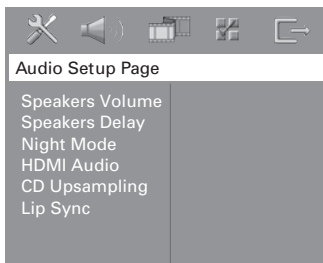 Audio Setup Page
Speakers Volume
Speakers Delay
Night Mode
HDMI Audio
CD Upsampling
Lip Sync